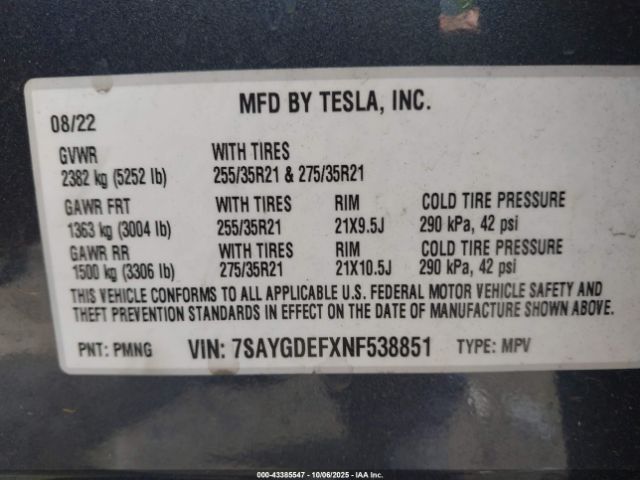 MFD BY TESLA, INC.
08/22
GVWR WITH TIRES
2382 kg (5252 lb) 255/35R21 & 275/35R21
GAWR FRT WITH TIRES RIM COLD TIRE PRESSURE
1363 kg (3004 lb) 255/35R21 21X9.5J 290 kPa, 42 psi
GAWR RR WITH TIRES RIM COLD TIRE PRESSURE
1500 kg (3306 lb) 275/35R21 21X10.5J 290 kPa, 42 psi
THIS VEHICLE CONFORMS TO ALL APPLICABLE U.S. FEDERAL MOTOR VEHICLE SAFETY AND
THEFT PREVENTION STANDARDS IN EFFECT ON THE DATE OF MANUFACTURE SHOWN ABOVE.
PNT: PMNG VIN: 7SAYGDEFXNF538851 TYPE: MPV
000-43385547 - 10/06/2025 - IAA Inc.